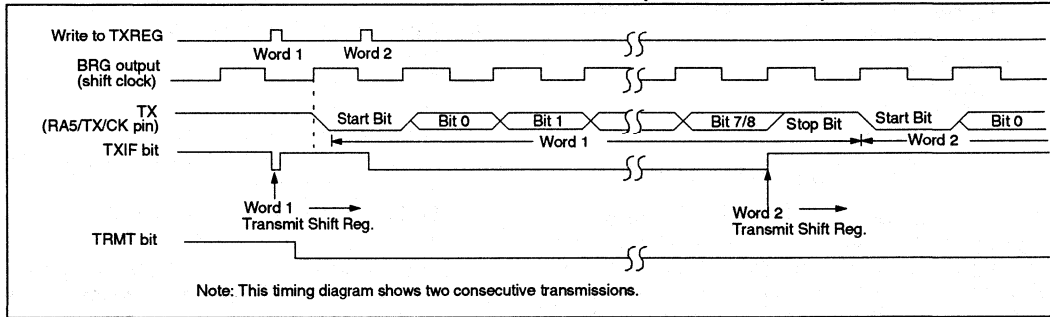 Write to TXREG
Word 1
Word 2
BRG output
(shift clock)
TX
(RA5/TX/CK pin)
Start Bit
Bit 0
Bit 1
Bit 7/8
Stop Bit
Start Bit
Bit 0
Word 1
Word 2
TXIF bit
Word 1
Transmit Shift Reg.
Word 2
Transmit Shift Reg.
TRMT bit
Note: This timing diagram shows two consecutive transmissions.